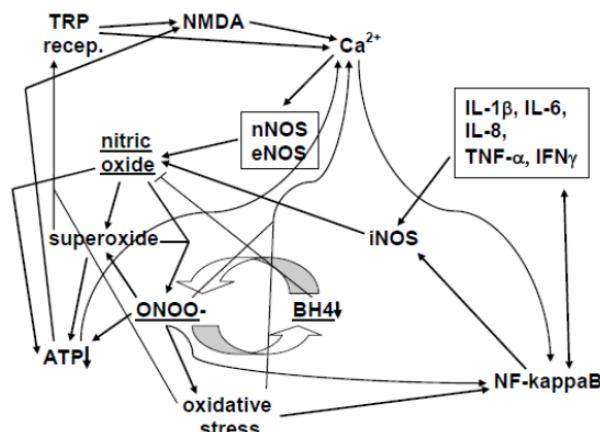 TRP
recep.
NMDA
Ca2+
IL-1β, IL-6,
IL-8,
TNF-α, IFNγ
nNOS
eNOS
nitric
oxide
superoxide
iNOS
ONOO-
BH4↓
ATP↓
NF-kappaB
oxidative
stress